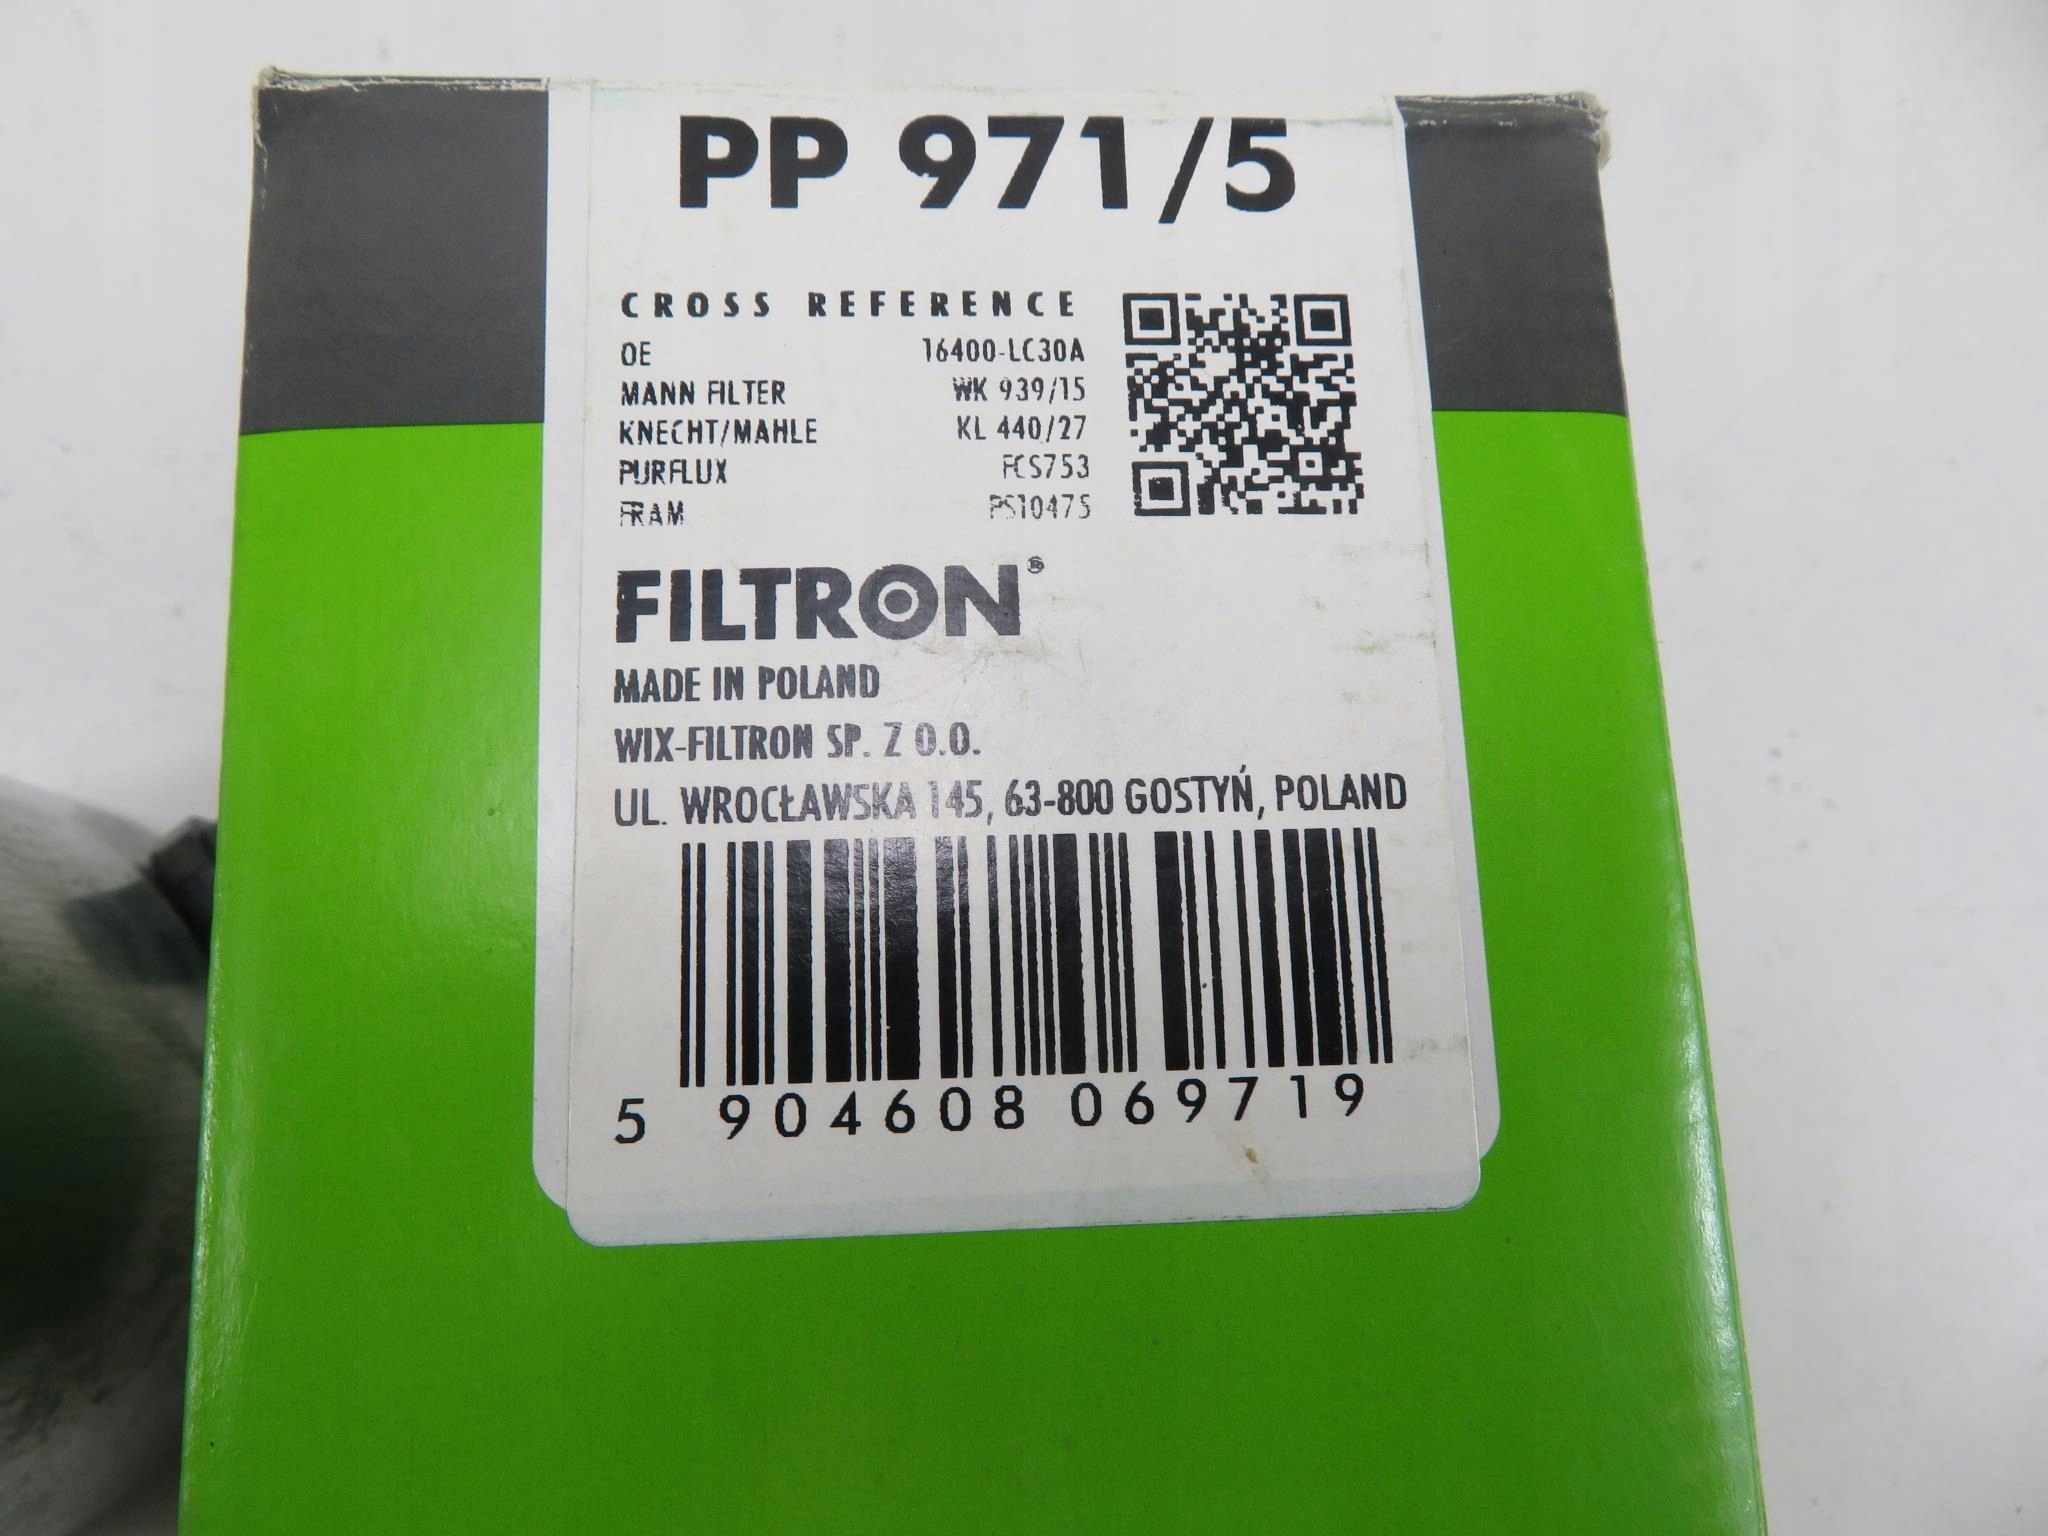 PP 971/5
CROSS REFERENCE
OE 16400-LC30A
MANN FILTER WK 939/15
KNECHT/MAHLE KL 440/27
PURFLUX FCS753
FRAM PS10475
FILTRON®
MADE IN POLAND
WIX-FILTRON SP. Z O.O.
UL. WROCŁAWSKA 145, 63-800 GOSTYŃ, POLAND
5 904608 069719